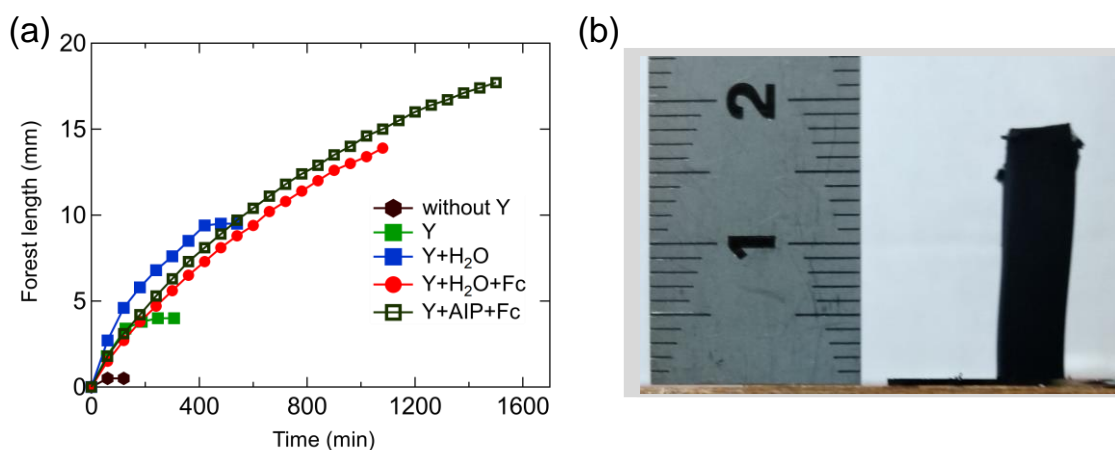 (a)
20
15
10
5
0
Forest length (mm)
without Y
Y
Y+H₂O
Y+H₂O+Fc
Y+AIP+Fc
0 400 800 1200 1600
Time (min)
(b)
2
1